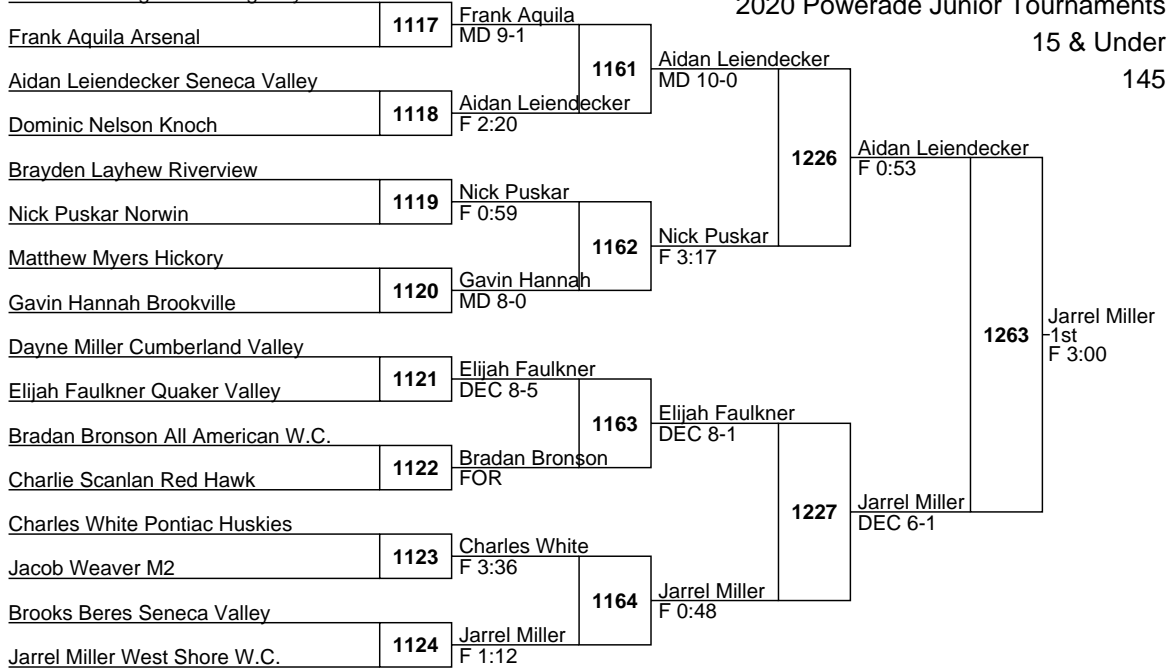 2020 Powerade Junior Tournaments
15 & Under
145
Frank Aquila Arsenal
Aidan Leiendecker Seneca Valley
Dominic Nelson Knoch
Brayden Layhew Riverview
Nick Puskar Norwin
Matthew Myers Hickory
Gavin Hannah Brookville
Dayne Miller Cumberland Valley
Elijah Faulkner Quaker Valley
Bradan Bronson All American W.C.
Charlie Scanlan Red Hawk
Charles White Pontiac Huskies
Jacob Weaver M2
Brooks Beres Seneca Valley
Jarrel Miller West Shore W.C.
1117
1118
1119
1120
1121
1122
1123
1124
Frank Aquila
MD 9-1
Aidan Leiendecker
F 2:20
Nick Puskar
F 0:59
Gavin Hannah
MD 8-0
Elijah Faulkner
DEC 8-5
Bradan Bronson
FOR
Charles White
F 3:36
Jarrel Miller
F 1:12
1161
1162
1163
1164
Aidan Leiendecker
MD 10-0
Nick Puskar
F 3:17
Elijah Faulkner
DEC 8-1
Jarrel Miller
F 0:48
1226
1227
Aidan Leiendecker
F 0:53
Jarrel Miller
DEC 6-1
1263
Jarrel Miller
1st
F 3:00